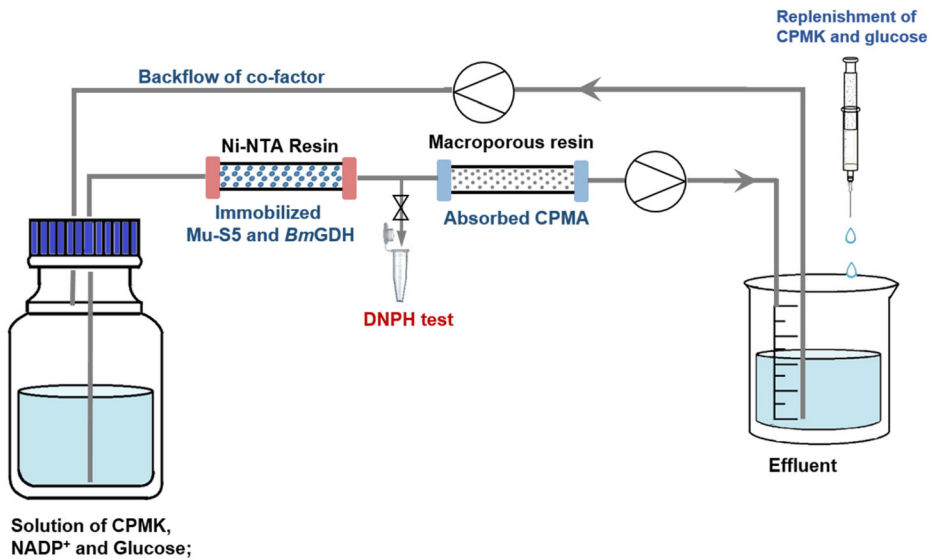 Replenishment of
CPMK and glucose
Backflow of co-factor
Ni-NTA Resin
Macroporous resin
Immobilized
Mu-S5 and BmGDH
Absorbed CPMA
DNPH test
Effluent
Solution of CPMK,
NADP⁺ and Glucose;